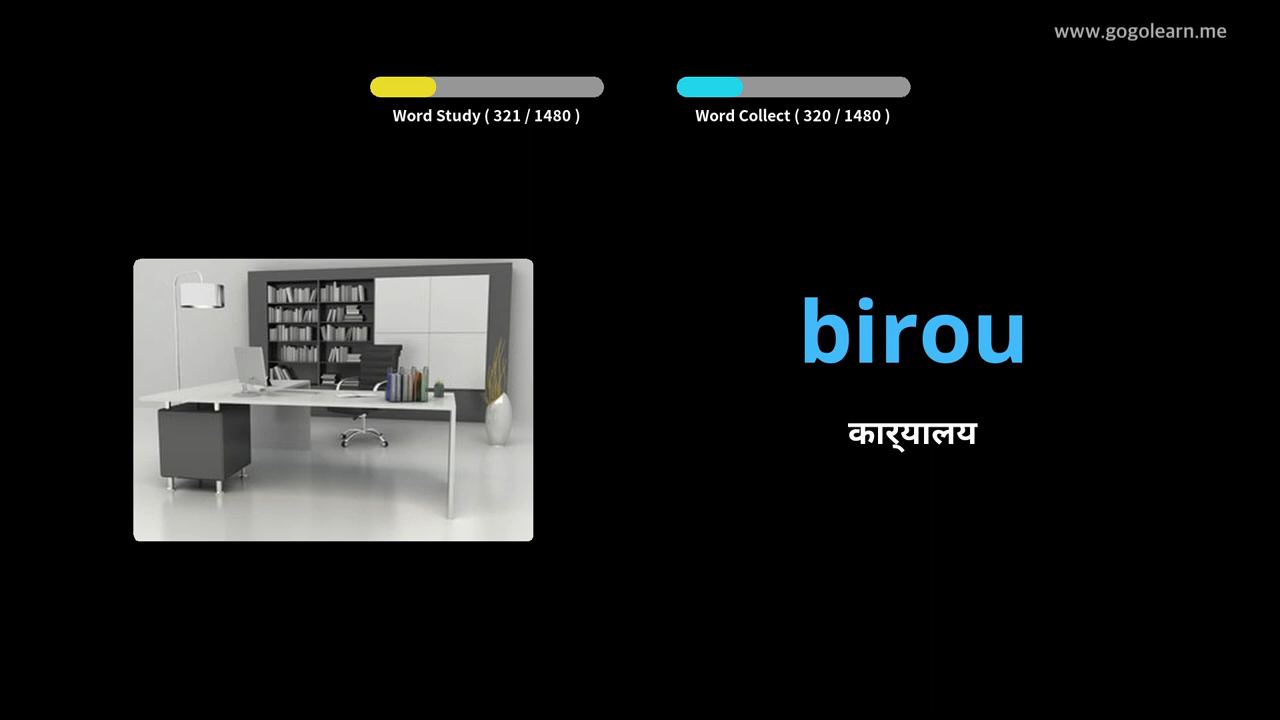 www.gogolearn.me
Word Study ( 321 / 1480 )
Word Collect ( 320 / 1480 )
birou
कार्यालय